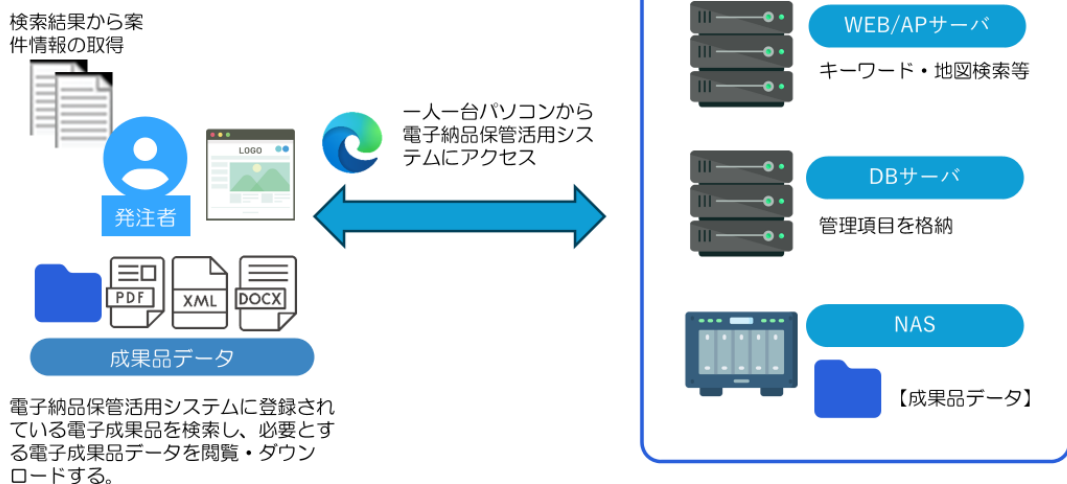 検索結果から案
件情報の取得
LOGO
発注者
PDF
XML
DOCX
成果品データ
電子納品保管活用システムに登録され
ている電子成果品を検索し、必要とす
る電子成果品データを閲覧・ダウン
ロードする。
一人一台パソコンから
電子納品保管活用シス
テムにアクセス
WEB/APサーバ
キーワード・地図検索等
DBサーバ
管理項目を格納
NAS
【成果品データ】